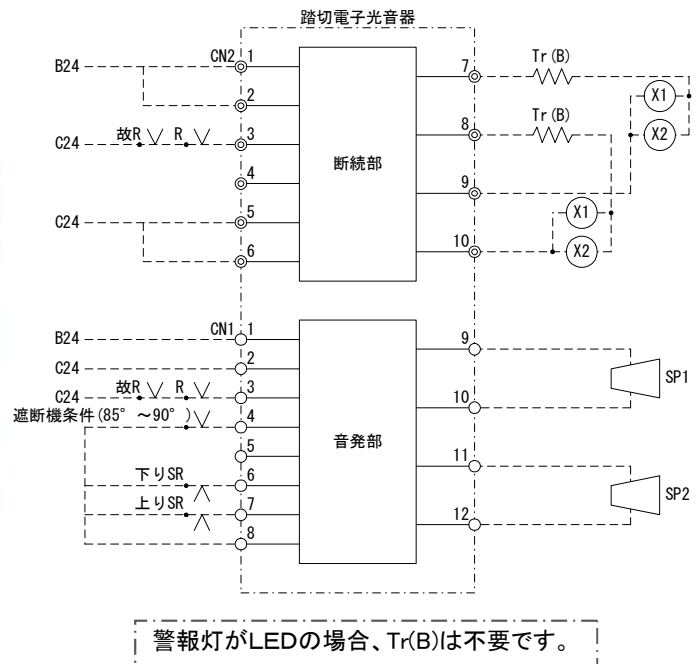 踏切電子光音器
CN2
B24
1
2
C24 故R R 3
4
C24 5
6
断続部
7 Tr(B)
8 Tr(B)
9
10
X1
X2
X1
X2
CN1
B24 1
C24 2
C24 故R R 3
遮断機条件(85°~90°) 4
5
下りSR 6
上りSR 7
8
音発部
9
10
SP1
11
12
SP2
警報灯がLEDの場合、Tr(B)は不要です。